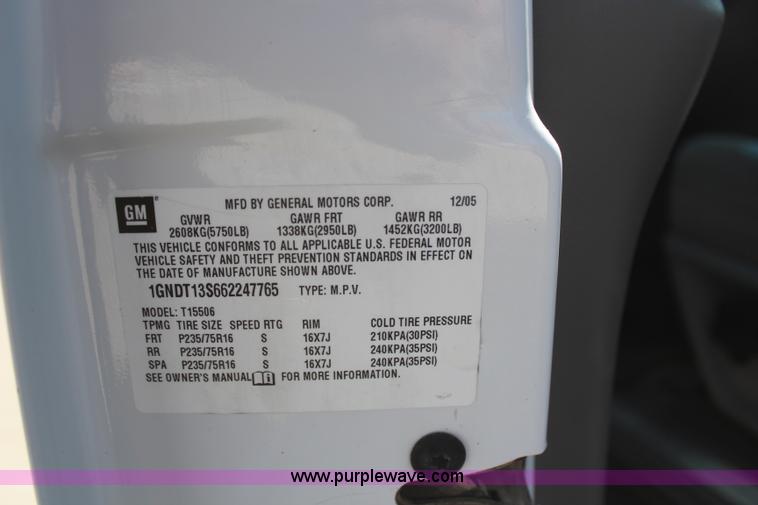 GM MFD BY GENERAL MOTORS CORP. 12/05
GVWR GAWR FRT GAWR RR
2608KG(5750LB) 1338KG(2950LB) 1452KG(3200LB)
THIS VEHICLE CONFORMS TO ALL APPLICABLE U.S. FEDERAL MOTOR
VEHICLE SAFETY AND THEFT PREVENTION STANDARDS IN EFFECT ON
THE DATE OF MANUFACTURE SHOWN ABOVE.
1GNDT13S662247765 TYPE: M.P.V.
MODEL: T15506
TPMG TIRE SIZE SPEED RTG RIM COLD TIRE PRESSURE
FRT P235/75R16 S 16X7J 210KPA(30PSI)
RR P235/75R16 S 16X7J 240KPA(35PSI)
SPA P235/75R16 S 16X7J 240KPA(35PSI)
SEE OWNER'S MANUAL FOR MORE INFORMATION.
www.purplewave.com